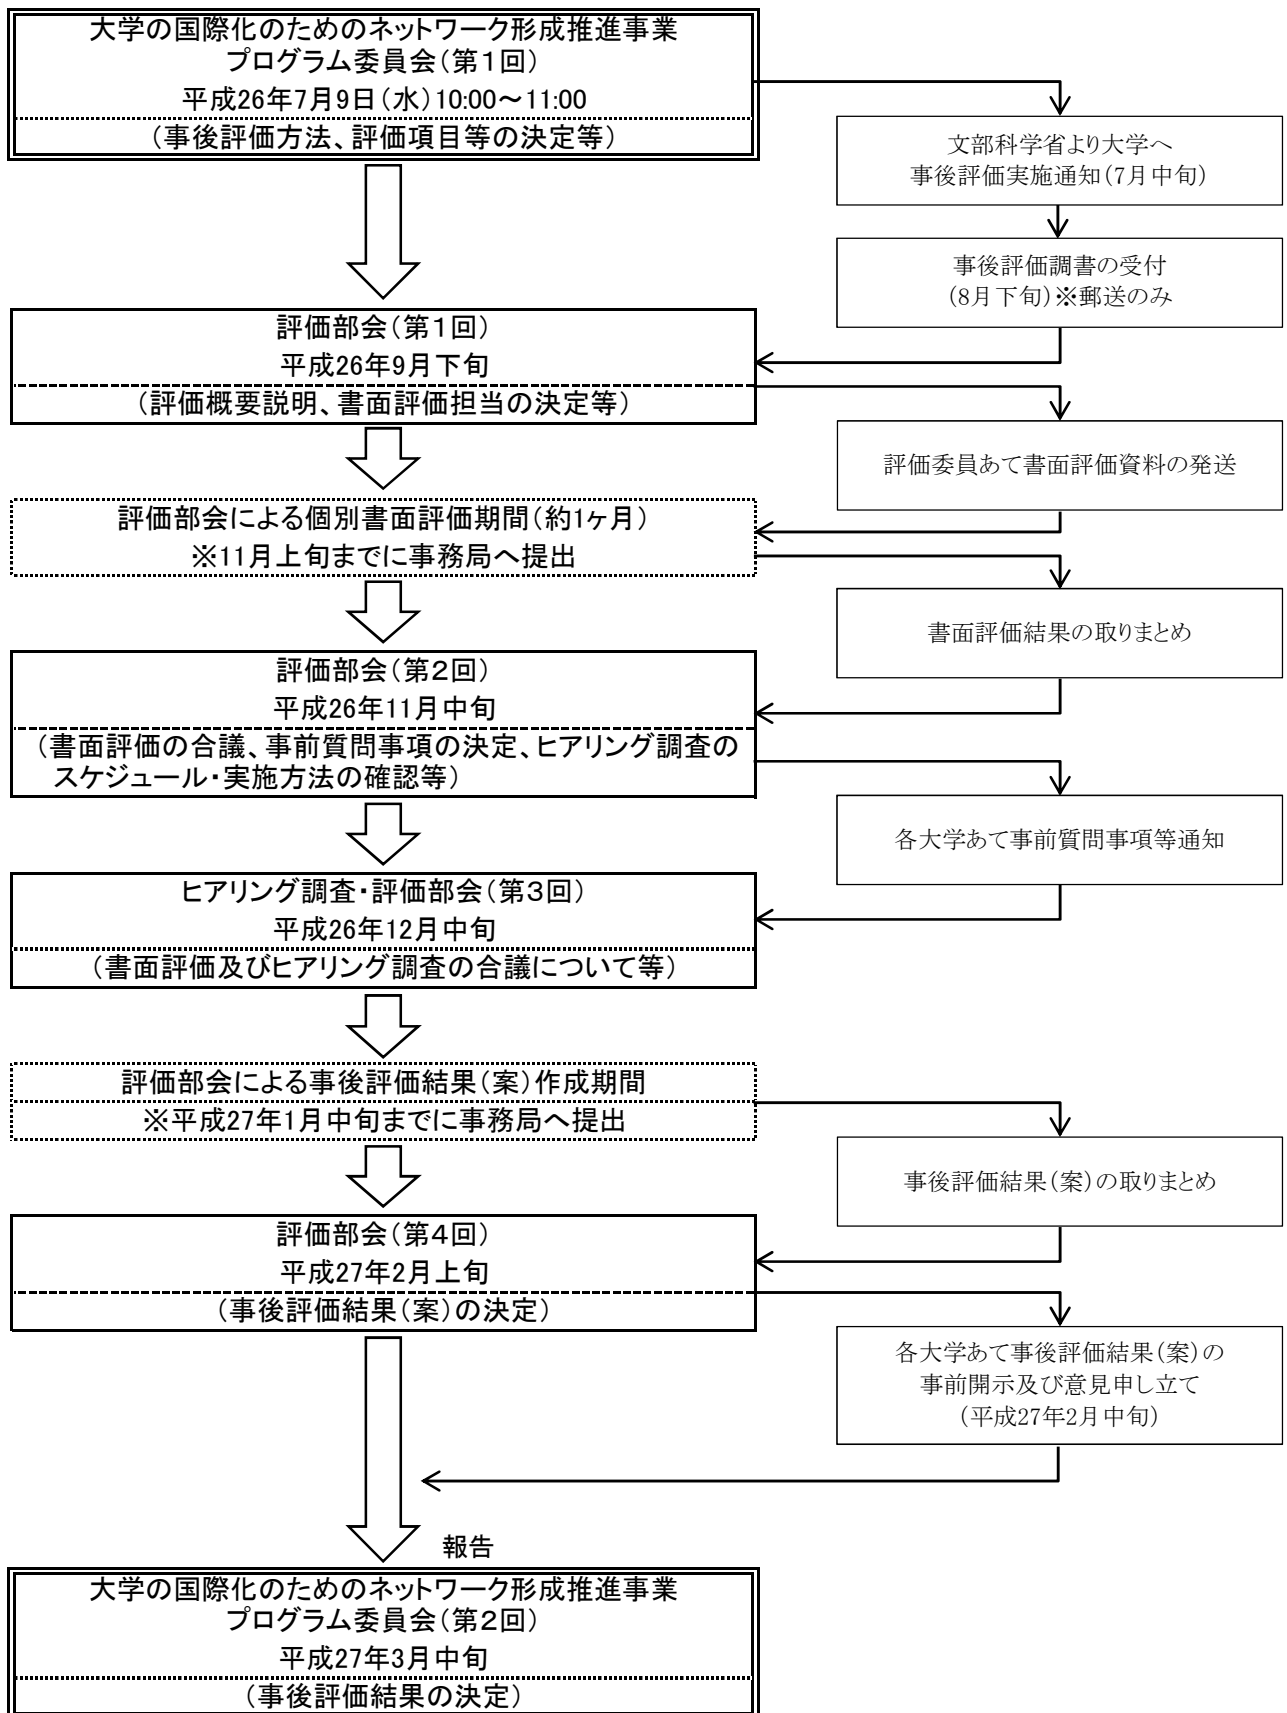 大学の国際化のためのネットワーク形成推進事業
プログラム委員会(第1回)
平成26年7月9日(水)10:00～11:00
(事後評価方法、評価項目等の決定等)
文部科学省より大学へ
事後評価実施通知(7月中旬)
事後評価調書の受付
(8月下旬)※郵送のみ
評価部会(第1回)
平成26年9月下旬
(評価概要説明、書面評価担当の決定等)
評価委員あて書面評価資料の発送
評価部会による個別書面評価期間(約1ヶ月)
※11月上旬までに事務局へ提出
書面評価結果の取りまとめ
評価部会(第2回)
平成26年11月中旬
(書面評価の合議、事前質問事項の決定、ヒアリング調査の
スケジュール・実施方法の確認等)
各大学あて事前質問事項等通知
ヒアリング調査・評価部会(第3回)
平成26年12月中旬
(書面評価及びヒアリング調査の合議について等)
評価部会による事後評価結果(案)作成期間
※平成27年1月中旬までに事務局へ提出
事後評価結果(案)の取りまとめ
評価部会(第4回)
平成27年2月上旬
(事後評価結果(案)の決定)
各大学あて事後評価結果(案)の
事前開示及び意見申し立て
(平成27年2月中旬)
報告
大学の国際化のためのネットワーク形成推進事業
プログラム委員会(第2回)
平成27年3月中旬
(事後評価結果の決定)